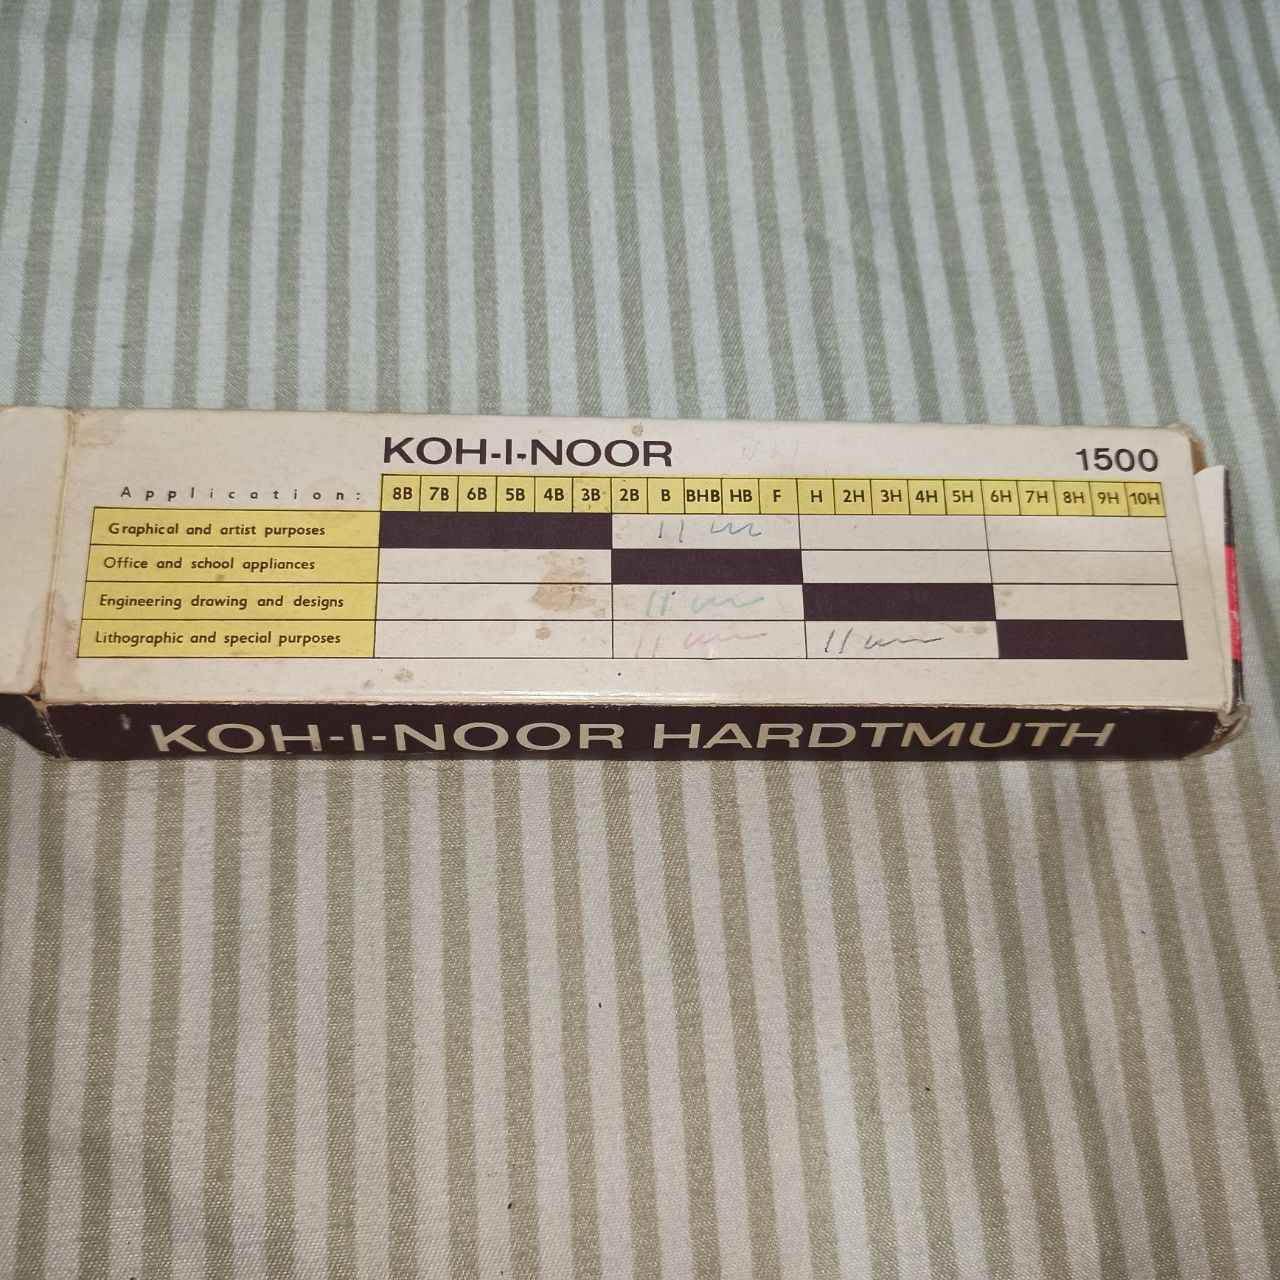 KOH-I-NOOR 1500
Application: 8B 7B 6B 5B 4B 3B 2B B BHB HB F H 2H 3H 4H 5H 6H 7H 8H 9H 10H
Graphical and artist purposes
Office and school appliances
Engineering drawing and designs
Lithographic and special purposes
KOH-I-NOOR HARDTMUTH